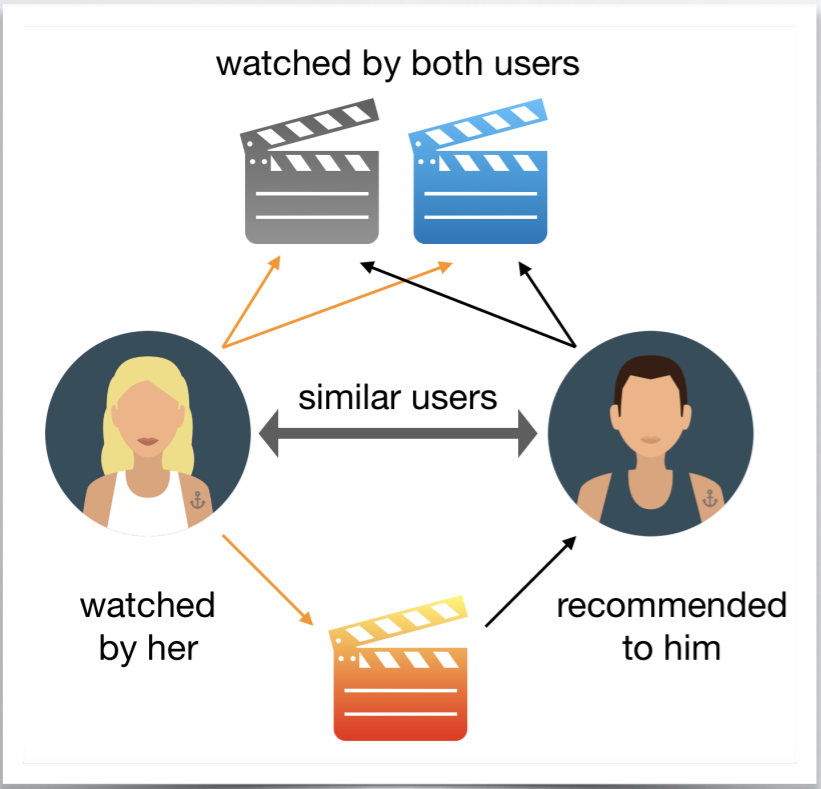 watched by both users
similar users
watched
by her
recommended
to him